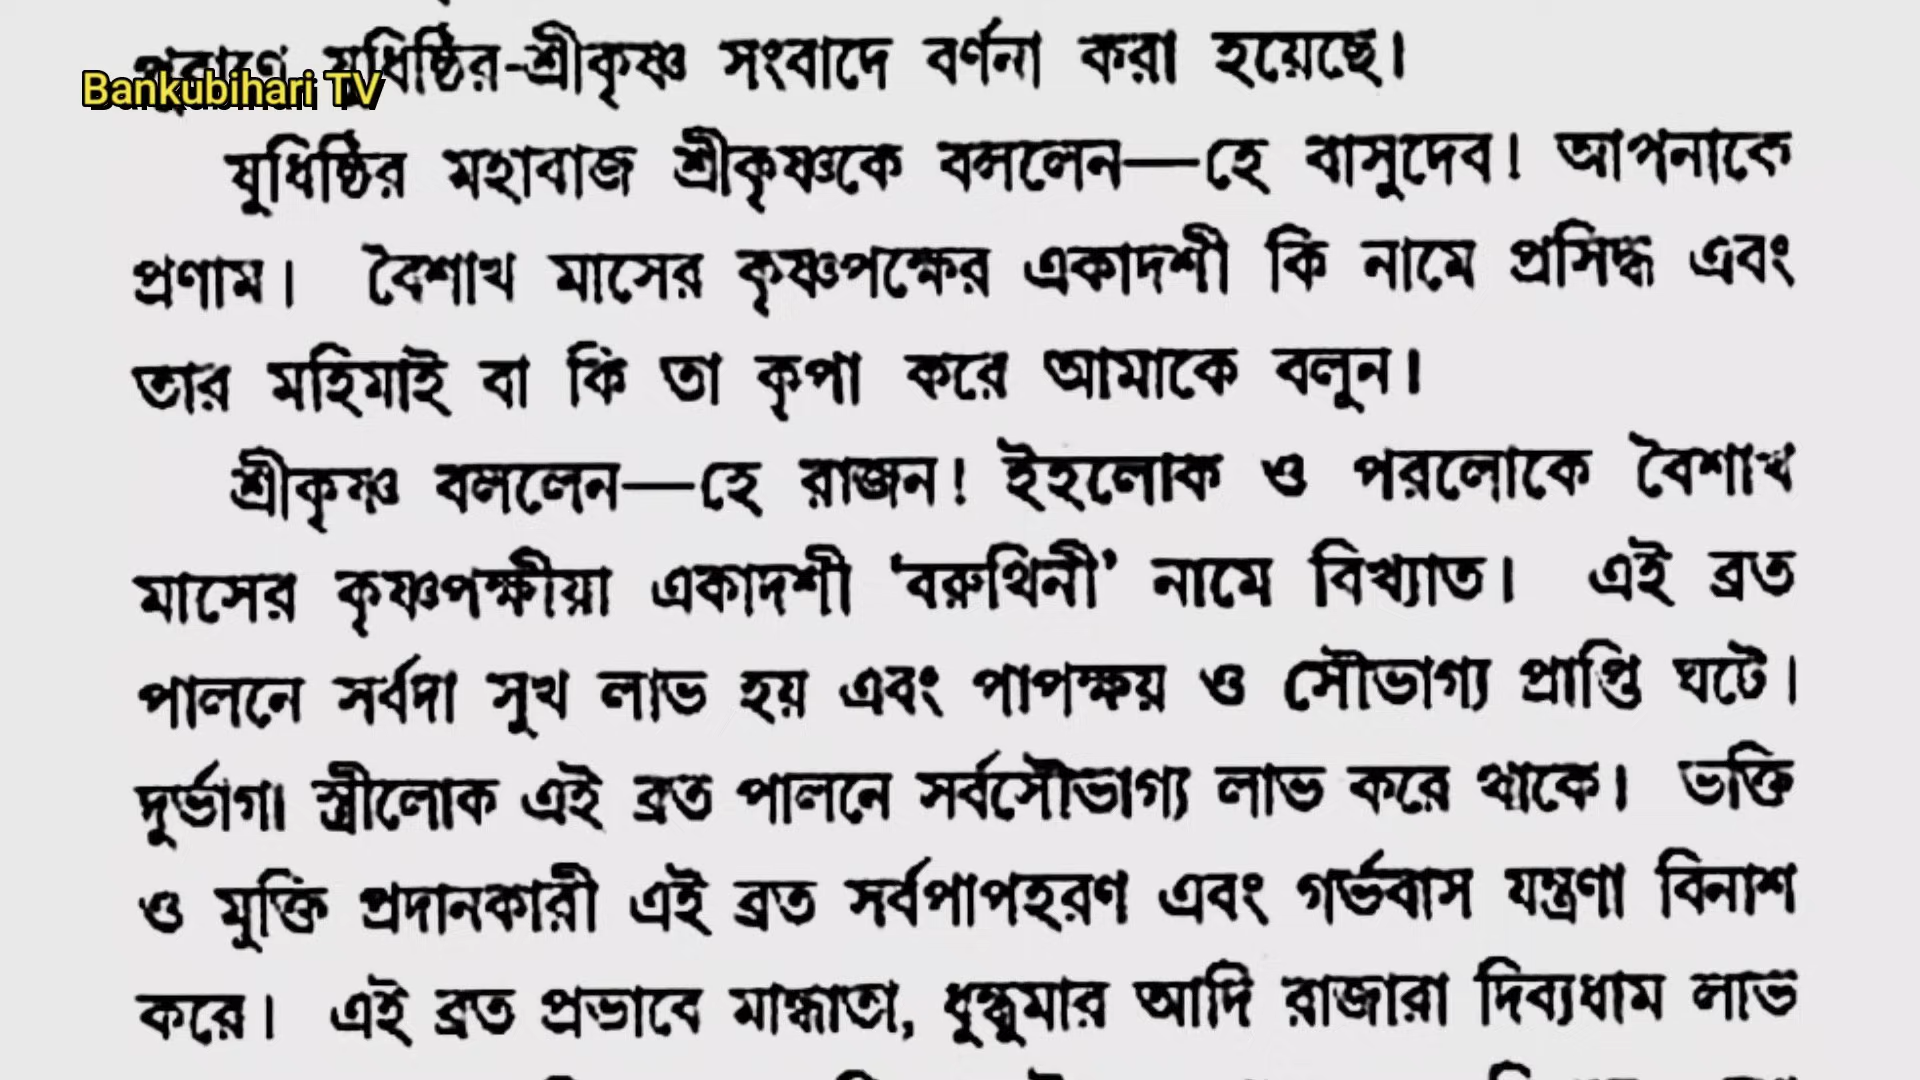 Bankubihari TV
পুরাণে যুধিষ্ঠির-শ্রীকৃষ্ণ সংবাদে বর্ণনা করা হয়েছে।
যুধিষ্ঠির মহারাজ শ্রীকৃষ্ণকে বললেন—হে বাসুদেব! আপনাকে
প্রণাম। বৈশাখ মাসের কৃষ্ণপক্ষের একাদশী কি নামে প্রসিদ্ধ এবং
তার মহিমাই বা কি তা কৃপা করে আমাকে বলুন।
শ্রীকৃষ্ণ বললেন—হে রাজন! ইহলোক ও পরলোকে বৈশাখ
মাসের কৃষ্ণপক্ষীয়া একাদশী ‘বরুথিনী’ নামে বিখ্যাত। এই ব্রত
পালনে সর্বদা সুখ লাভ হয় এবং পাপক্ষয় ও সৌভাগ্য প্রাপ্তি ঘটে।
দুর্ভাগা স্ত্রীলোক এই ব্রত পালনে সর্বসৌভাগ্য লাভ করে থাকে। ভক্তি
ও মুক্তি প্রদানকারী এই ব্রত সর্বপাপহরণ এবং গর্ভবাস যন্ত্রণা বিনাশ
করে। এই ব্রত প্রভাবে মান্ধাতা, ধুন্ধুমার আদি রাজারা দিব্যধাম লাভ